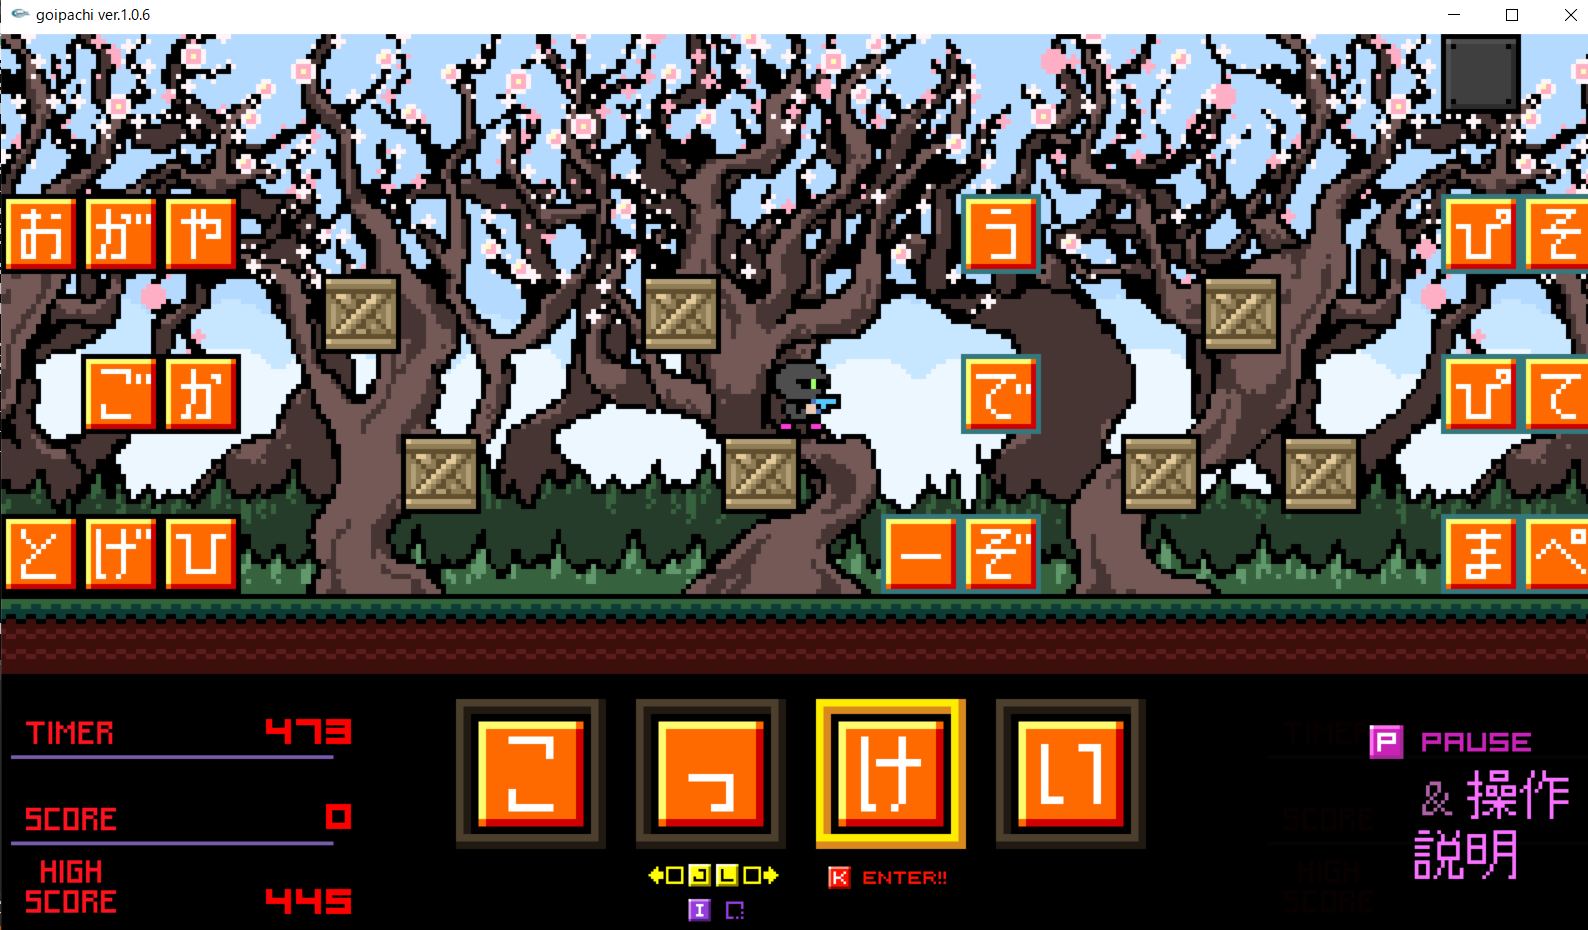 goipachi ver.1.0.6
おがや う ぴそ
ごか で ぴて
とげひ ーぞ まぺ
TIMER 473
SCORE 0
HIGH SCORE 445
こっけい
J L
K ENTER!!
I
P PAUSE
& 操作
説明